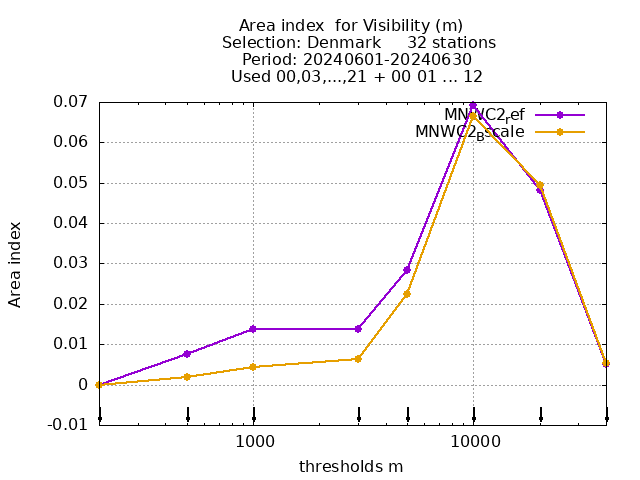 Area index  for Visibility (m)
Selection: Denmark     32 stations
Period: 20240601-20240630
Used 00,03,...,21 + 00 01 ... 12
MNWC2ref
MNWC2Bscale
0.07
0.06
0.05
0.04
0.03
0.02
0.01
0
-0.01
Area index
1000
10000
thresholds m